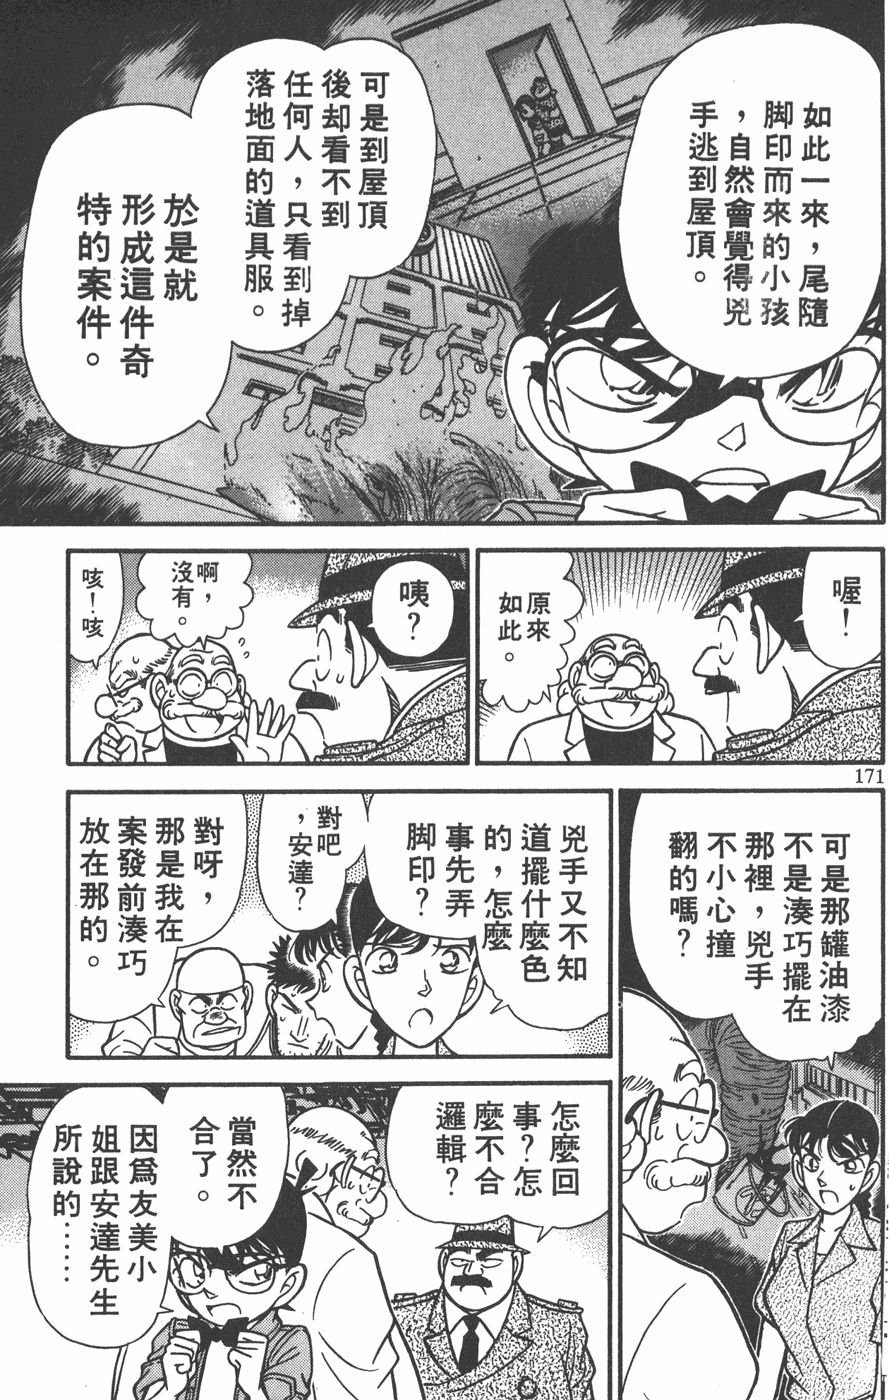 如此一來，尾隨
脚印而來的小孩
，自然會覺得兇
手逃到屋頂。
可是到屋頂
後却看不到
任何人，只看到掉
落地面的道具服。
於是就
形成這件奇
特的案件。
喔！
原來
如此。
咦？
啊，
沒有。
咳！咳
171
可是那罐油漆
不是湊巧擺在
那裡，兇手
不小心撞
翻的嗎？
兇手又不知
道擺什麼色
的，怎麼
事先弄
脚印？
對吧
，安達？
對呀，
那是我在
案發前湊巧
放在那的。
怎麼回
事？怎
麼不合
邏輯？
當然不
合了。
因爲友美小
姐跟安達先生
所說的……